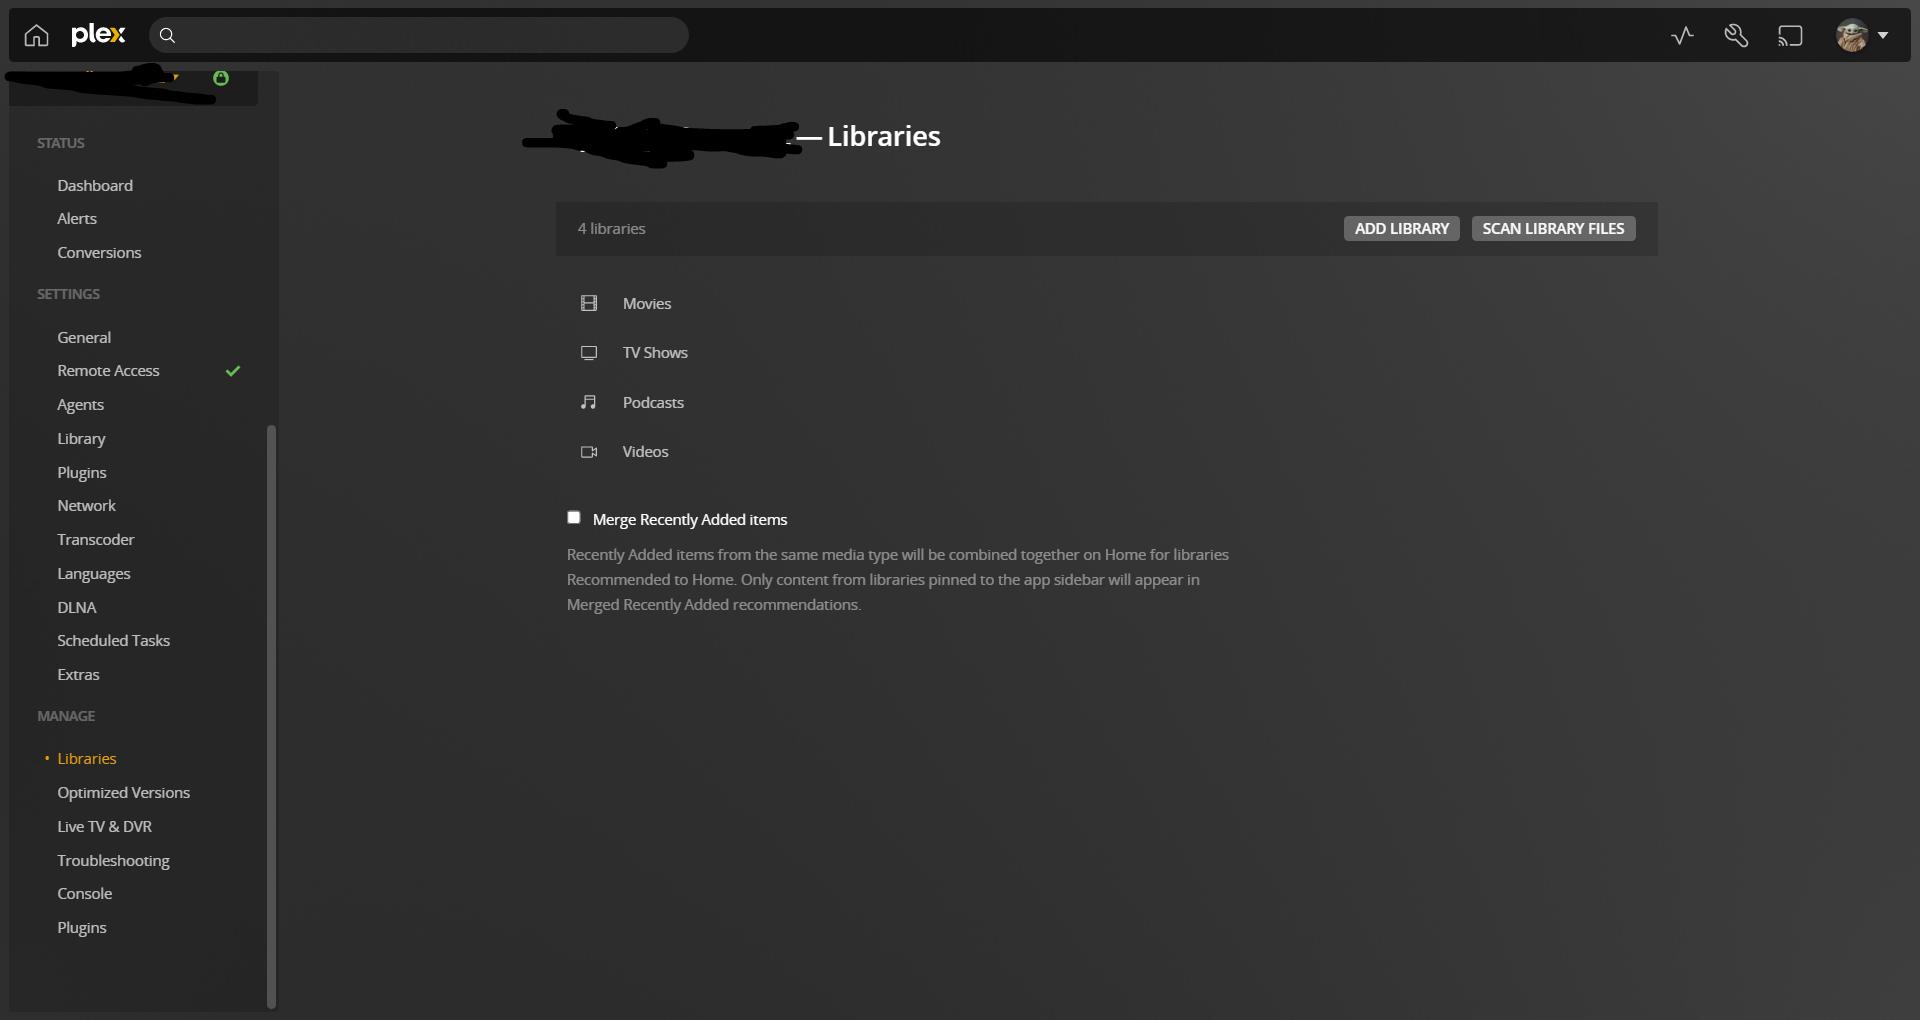 plex
STATUS
Dashboard
Alerts
Conversions
SETTINGS
General
Remote Access
Agents
Library
Plugins
Network
Transcoder
Languages
DLNA
Scheduled Tasks
Extras
MANAGE
Libraries
Optimized Versions
Live TV & DVR
Troubleshooting
Console
Plugins
— Libraries
4 libraries
ADD LIBRARY
SCAN LIBRARY FILES
Movies
TV Shows
Podcasts
Videos
Merge Recently Added items
Recently Added items from the same media type will be combined together on Home for libraries
Recommended to Home. Only content from libraries pinned to the app sidebar will appear in
Merged Recently Added recommendations.